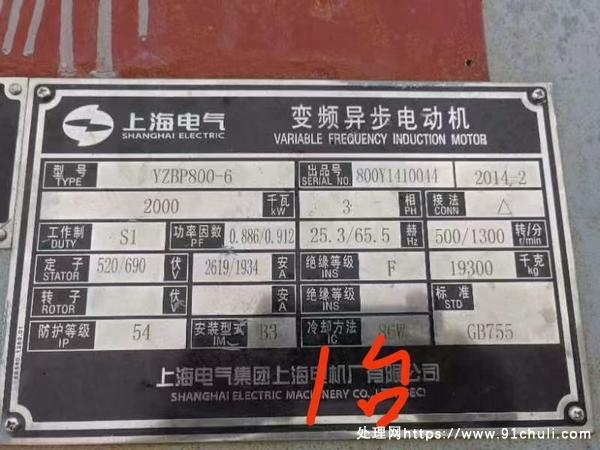 上海电气 变频异步电动机
SHANGHAI ELECTRIC VARIABLE FREQUENCY INDUCTION MOTOR
型号 TYPE YZBP800-6 出品号 SERIAL NO 800Y1410044 2014-2
2000 千瓦 kW 3 相 PH 接法 CONN △
工作制 DUTY S1 功率因数 PF 0.886/0.912 25.3/65.5 赫 Hz 500/1300 转/分 r/min
定子 STATOR 520/690 伏 V 2619/1934 安 A 绝缘等级 INS F 19300 千克 kg
转子 ROTOR 伏 V 安 A 绝缘等级 INS 标准 STD
防护等级 IP 54 安装型式 IM B3 冷却方法 IC 86W GB755
上海电气集团上海电机厂有限公司
SHANGHAI ELECTRIC MACHINERY CO.,
1台
处理网https://www.91chuli.com/